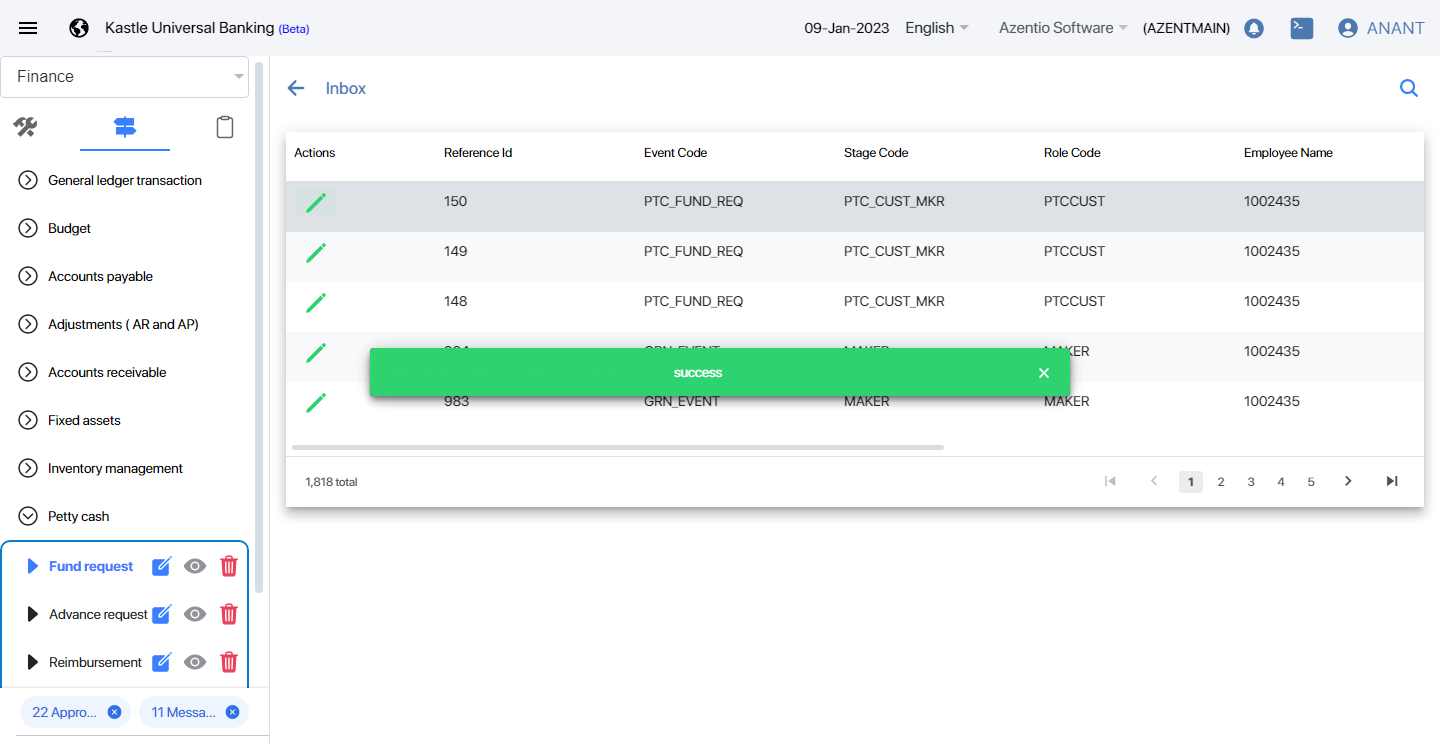 Kastle Universal Banking (Beta) 09-Jan-2023 English Azentio Software (AZENTMAIN) ANANT
Finance
Inbox
General ledger transaction
Budget
Accounts payable
Adjustments ( AR and AP)
Accounts receivable
Fixed assets
Inventory management
Petty cash
Fund request
Advance request
Reimbursement
22 Appro... 11 Messa...
Actions Reference Id Event Code Stage Code Role Code Employee Name
150 PTC_FUND_REQ PTC_CUST_MKR PTCCUST 1002435
149 PTC_FUND_REQ PTC_CUST_MKR PTCCUST 1002435
148 PTC_FUND_REQ PTC_CUST_MKR PTCCUST 1002435
GRN_EVENT MAKER MAKER 1002435
success
983 GRN_EVENT MAKER MAKER 1002435
1,818 total 1 2 3 4 5